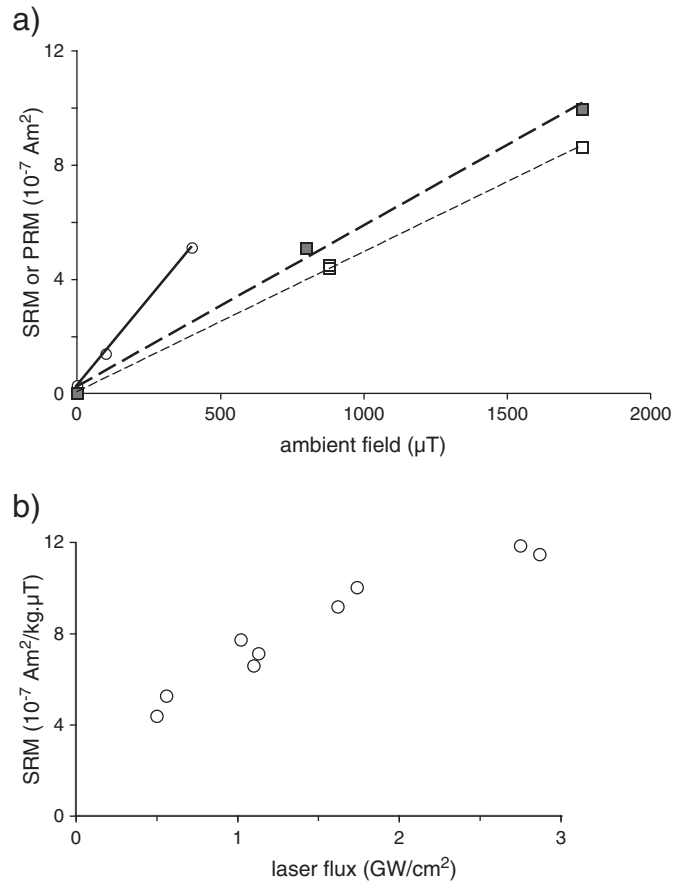 a)
12
8
4
0
SRM or PRM (10⁻⁷ Am²)
0
500
1000
1500
2000
ambient field (µT)
b)
12
8
4
0
SRM (10⁻⁷ Am²/kg.µT)
0
1
2
3
laser flux (GW/cm²)